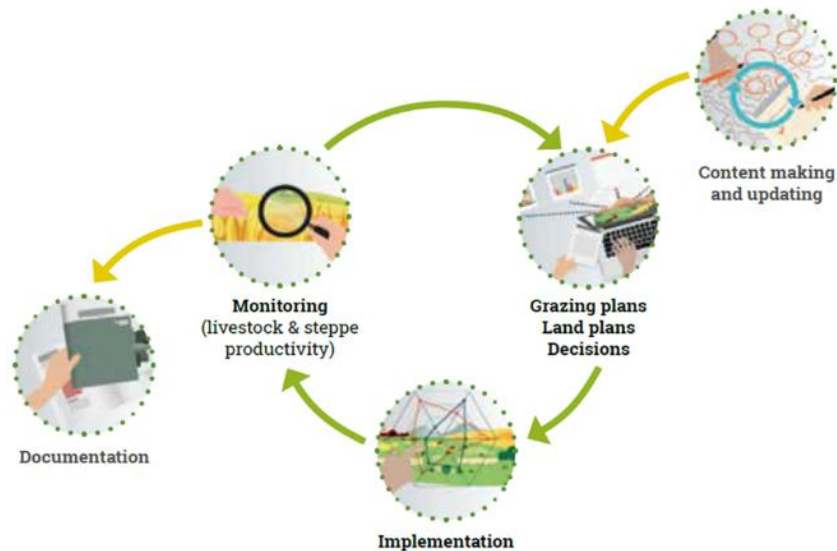 Content making
and updating
Monitoring
(livestock & steppe
productivity)
Grazing plans
Land plans
Decisions
Documentation
Implementation